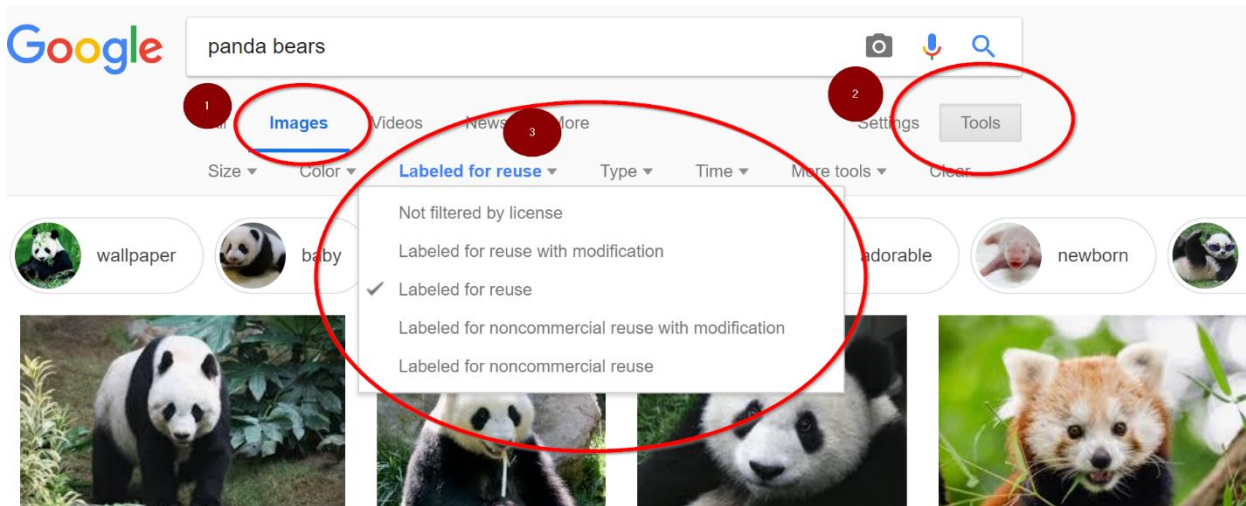 Google
panda bears
1
2
All Images Videos News More Settings Tools
3
Size Color Labeled for reuse Type Time More tools Clear
Not filtered by license
Labeled for reuse with modification
Labeled for reuse
Labeled for noncommercial reuse with modification
Labeled for noncommercial reuse
wallpaper baby adorable newborn